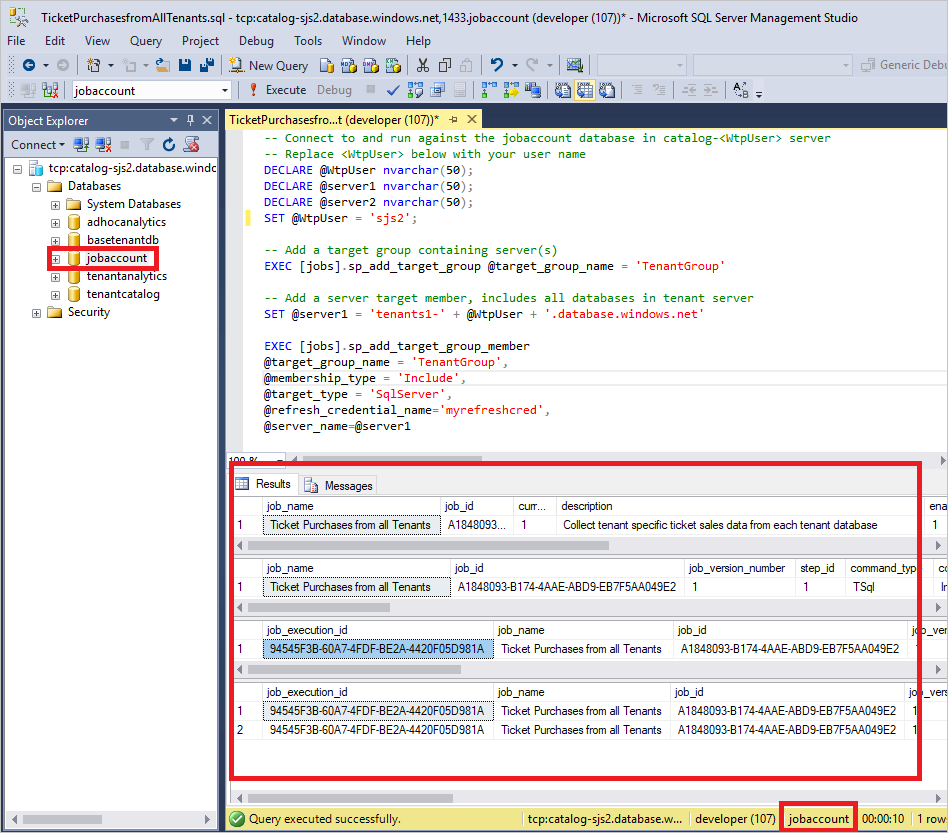 TicketPurchasesfromAllTenants.sql - tcp:catalog-sjs2.database.windows.net,1433.jobaccount (developer (107))* - Microsoft SQL Server Management Studio
File Edit View Query Project Debug Tools Window Help
New Query Generic Debu
jobaccount Execute Debug
Object Explorer
Connect
tcp:catalog-sjs2.database.windc
Databases
System Databases
adhocanalytics
basetenantdb
jobaccount
tenantanalytics
tenantcatalog
Security
TicketPurchasesfro...t (developer (107))*
-- Connect to and run against the jobaccount database in catalog-<WtpUser> server
-- Replace <WtpUser> below with your user name
DECLARE @WtpUser nvarchar(50);
DECLARE @server1 nvarchar(50);
DECLARE @server2 nvarchar(50);
SET @WtpUser = 'sjs2';
-- Add a target group containing server(s)
EXEC [jobs].sp_add_target_group @target_group_name = 'TenantGroup'
-- Add a server target member, includes all databases in tenant server
SET @server1 = 'tenants1-' + @WtpUser + '.database.windows.net'
EXEC [jobs].sp_add_target_group_member
@target_group_name = 'TenantGroup',
@membership_type = 'Include',
@target_type = 'SqlServer',
@refresh_credential_name='myrefreshcred',
@server_name=@server1
100 %
Results Messages
job_name job_id curr... description ena
1 Ticket Purchases from all Tenants A1848093... 1 Collect tenant specific ticket sales data from each tenant database 1
job_name job_id job_version_number step_id command_type co
1 Ticket Purchases from all Tenants A1848093-B174-4AAE-ABD9-EB7F5AA049E2 1 1 TSql In
job_execution_id job_name job_id job_ver
1 94545F3B-60A7-4FDF-BE2A-4420F05D981A Ticket Purchases from all Tenants A1848093-B174-4AAE-ABD9-EB7F5AA049E2 1
job_execution_id job_name job_id job_vers
1 94545F3B-60A7-4FDF-BE2A-4420F05D981A Ticket Purchases from all Tenants A1848093-B174-4AAE-ABD9-EB7F5AA049E2 1
2 94545F3B-60A7-4FDF-BE2A-4420F05D981A Ticket Purchases from all Tenants A1848093-B174-4AAE-ABD9-EB7F5AA049E2 1
Query executed successfully. tcp:catalog-sjs2.database.w... developer (107) jobaccount 00:00:10 1 row